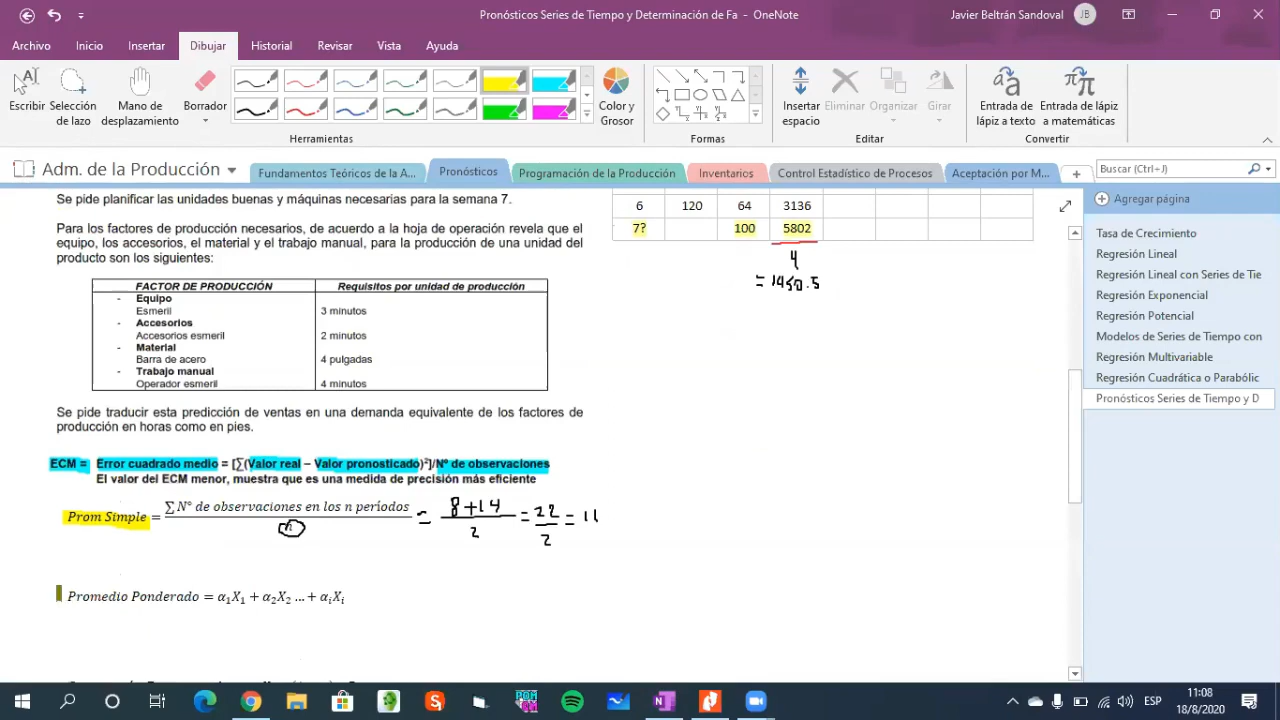 Pronósticos Series de Tiempo y Determinación de Fa - OneNote
Javier Beltrán Sandoval
JB
Archivo Inicio Insertar Dibujar Historial Revisar Vista Ayuda
Escribir
Selección de lazo
Mano de desplazamiento
Borrador
Color y Grosor
Insertar espacio
Eliminar
Organizar
Girar
Entrada de lápiz a texto
Entrada de lápiz a matemáticas
Herramientas
Formas
Editar
Convertir
Adm. de la Producción
Fundamentos Teóricos de la A...
Pronósticos
Programación de la Producción
Inventarios
Control Estadístico de Procesos
Aceptación por M...
Buscar (Ctrl+J)
Agregar página
Tasa de Crecimiento
Regresión Lineal
Regresión Lineal con Series de Tie
Regresión Exponencial
Regresión Potencial
Modelos de Series de Tiempo con
Regresión Multivariable
Regresión Cuadrática o Parabólic
Pronósticos Series de Tiempo y D
Se pide planificar las unidades buenas y máquinas necesarias para la semana 7.
Para los factores de producción necesarios, de acuerdo a la hoja de operación revela que el
equipo, los accesorios, el material y el trabajo manual, para la producción de una unidad del
producto son los siguientes:
FACTOR DE PRODUCCIÓN Requisitos por unidad de producción
- Equipo
Esmeril 3 minutos
- Accesorios
Accesorios esmeril 2 minutos
- Material
Barra de acero 4 pulgadas
- Trabajo manual
Operador esmeril 4 minutos
Se pide traducir esta predicción de ventas en una demanda equivalente de los factores de
producción en horas como en pies.
ECM = Error cuadrado medio = [∑(Valor real – Valor pronosticado)²]/Nº de observaciones
El valor del ECM menor, muestra que es una medida de precisión más eficiente
Prom Simple = ∑ N° de observaciones en los n períodos / n = 8+14 / 2 = 22 / 2 = 11
Promedio Ponderado = α₁X₁ + α₂X₂ ... + αᵢXᵢ
6 120 64 3136
7? 100 5802
4
= 1450.5
ESP
11:08
18/8/2020